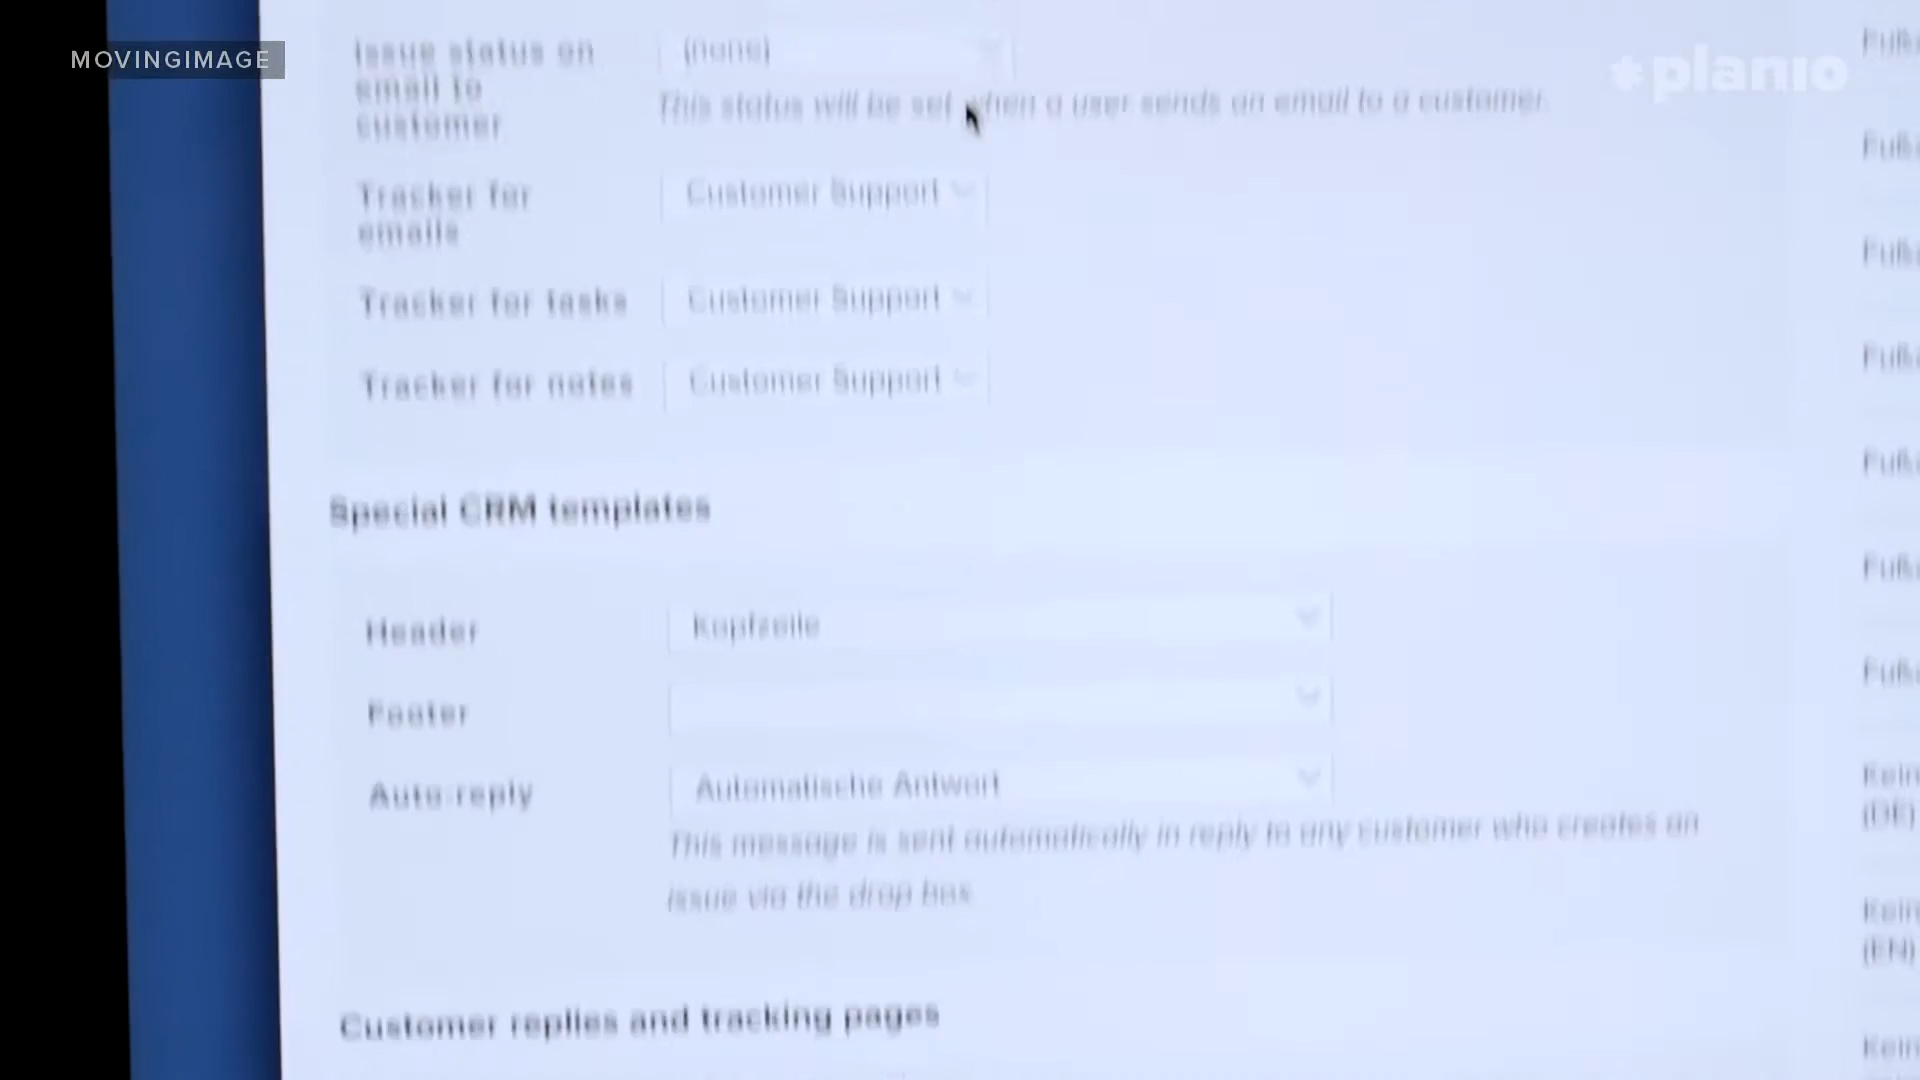 MOVINGIMAGE
planio
Issue status on
email to
customer
(none)
This status will be set when a user sends an email to a customer.
Tracker for
emails
Customer Support
Tracker for tasks
Customer Support
Tracker for notes
Customer Support
Special CRM templates
Header
Kopfzeile
Footer
Auto-reply
Automatische Antwort
This message is sent automatically in reply to any customer who creates an
issue via the drop box
Customer replies and tracking pages
(DE)
(EN)